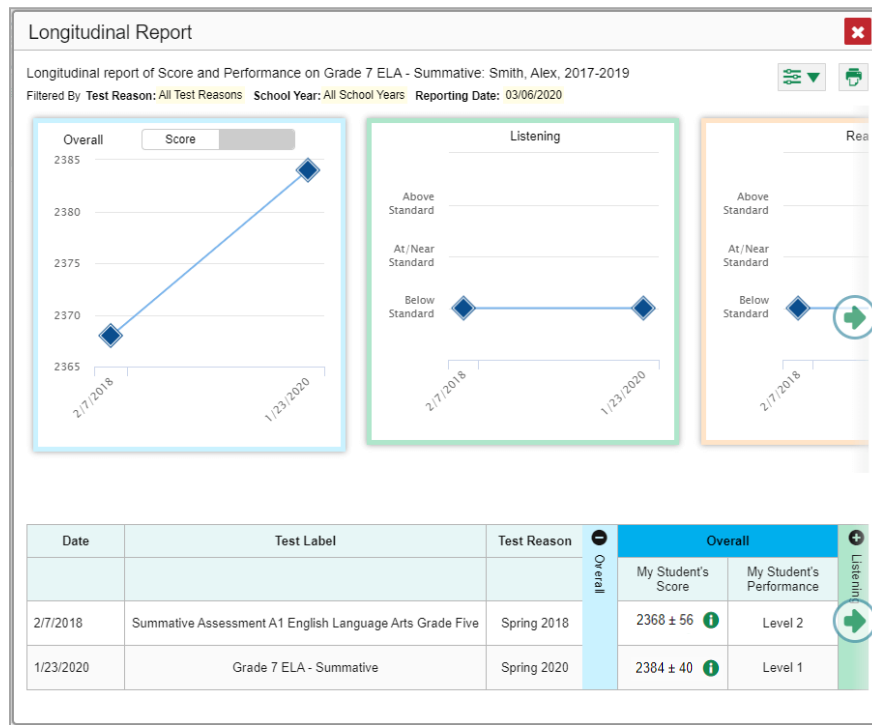 Longitudinal Report
Longitudinal report of Score and Performance on Grade 7 ELA - Summative: Smith, Alex, 2017-2019
Filtered By Test Reason: All Test Reasons School Year: All School Years Reporting Date: 03/06/2020
Overall Score
2385
2380
2375
2370
2365
2/7/2018 1/23/2020
Listening
Above
Standard
At/Near
Standard
Below
Standard
2/7/2018 1/23/2020
Rea
Above
Standard
At/Near
Standard
Below
Standard
2/7/2018
Date Test Label Test Reason Overall Overall Listening
My Student's
Score
My Student's
Performance
2/7/2018 Summative Assessment A1 English Language Arts Grade Five Spring 2018 2368 ± 56 Level 2
1/23/2020 Grade 7 ELA - Summative Spring 2020 2384 ± 40 Level 1